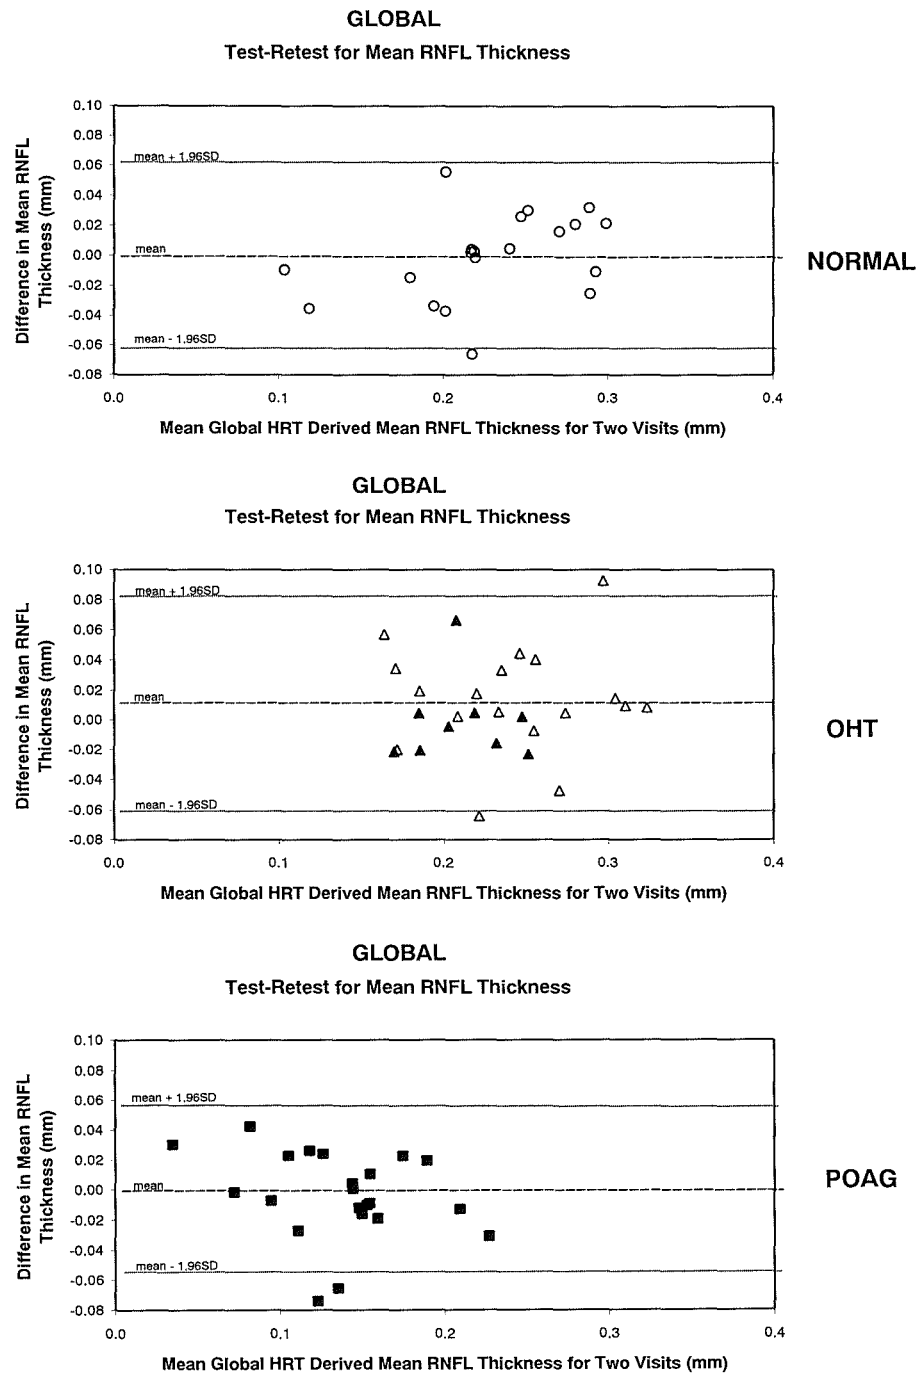 GLOBAL
Test-Retest for Mean RNFL Thickness
Difference in Mean RNFL
Thickness (mm)
0.10
0.08
0.06
0.04
0.02
0.00
-0.02
-0.04
-0.06
-0.08
mean + 1.96SD
mean
mean - 1.96SD
0.0 0.1 0.2 0.3 0.4
Mean Global HRT Derived Mean RNFL Thickness for Two Visits (mm)
NORMAL
GLOBAL
Test-Retest for Mean RNFL Thickness
Difference in Mean RNFL
Thickness (mm)
0.10
0.08
0.06
0.04
0.02
0.00
-0.02
-0.04
-0.06
-0.08
mean + 1.96SD
mean
mean - 1.96SD
0.0 0.1 0.2 0.3 0.4
Mean Global HRT Derived Mean RNFL Thickness for Two Visits (mm)
OHT
GLOBAL
Test-Retest for Mean RNFL Thickness
Difference in Mean RNFL
Thickness (mm)
0.10
0.08
0.06
0.04
0.02
0.00
-0.02
-0.04
-0.06
-0.08
mean + 1.96SD
mean
mean - 1.96SD
0.0 0.1 0.2 0.3 0.4
Mean Global HRT Derived Mean RNFL Thickness for Two Visits (mm)
POAG